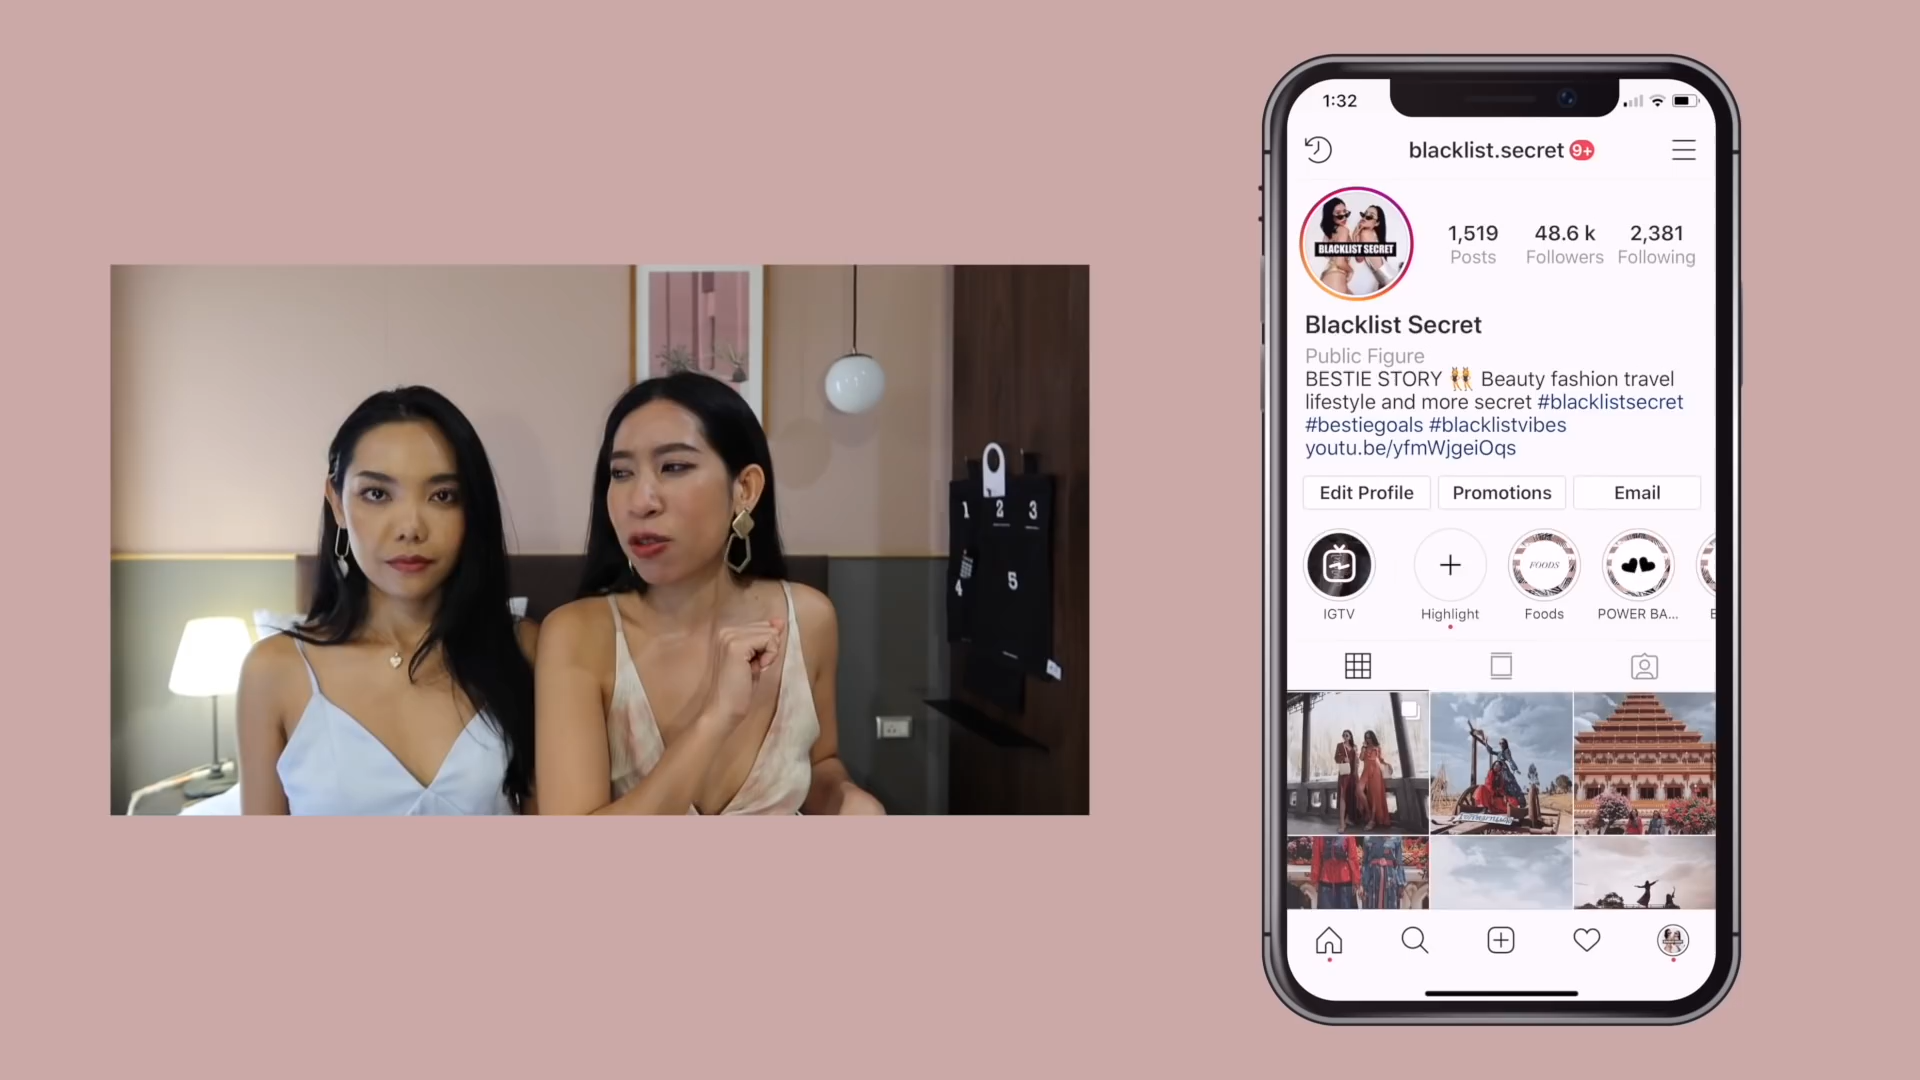 1:32
blacklist.secret 9+
BLACKLIST SECRET
1,519 48.6 k 2,381
Posts Followers Following
Blacklist Secret
Public Figure
BESTIE STORY 👯 Beauty fashion travel
lifestyle and more secret #blacklistsecret
#bestiegoals #blacklistvibes
youtu.be/yfmWjgeiOqs
Edit Profile Promotions Email
FOODS
IGTV Highlight Foods POWER BA...
1 2 3
4 5